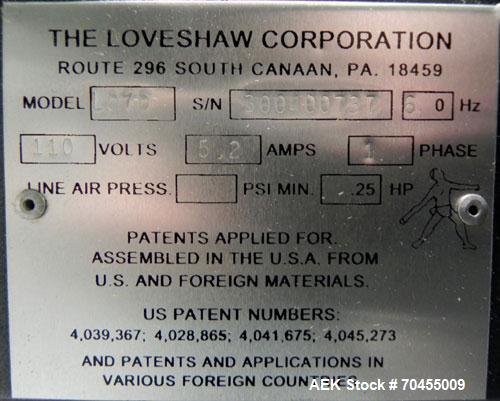 THE LOVESHAW CORPORATION
ROUTE 296 SOUTH CANAAN, PA. 18459
MODEL S/N 60 Hz
110 VOLTS 5.2 AMPS 1 PHASE
LINE AIR PRESS. PSI MIN. .25 HP
PATENTS APPLIED FOR.
ASSEMBLED IN THE U.S.A. FROM
U.S. AND FOREIGN MATERIALS.
US PATENT NUMBERS:
4,039,367; 4,028,865; 4,041,675; 4,045,273
AND PATENTS AND APPLICATIONS IN
VARIOUS FOREIGN COUNTRIES
AEK Stock # 70455009